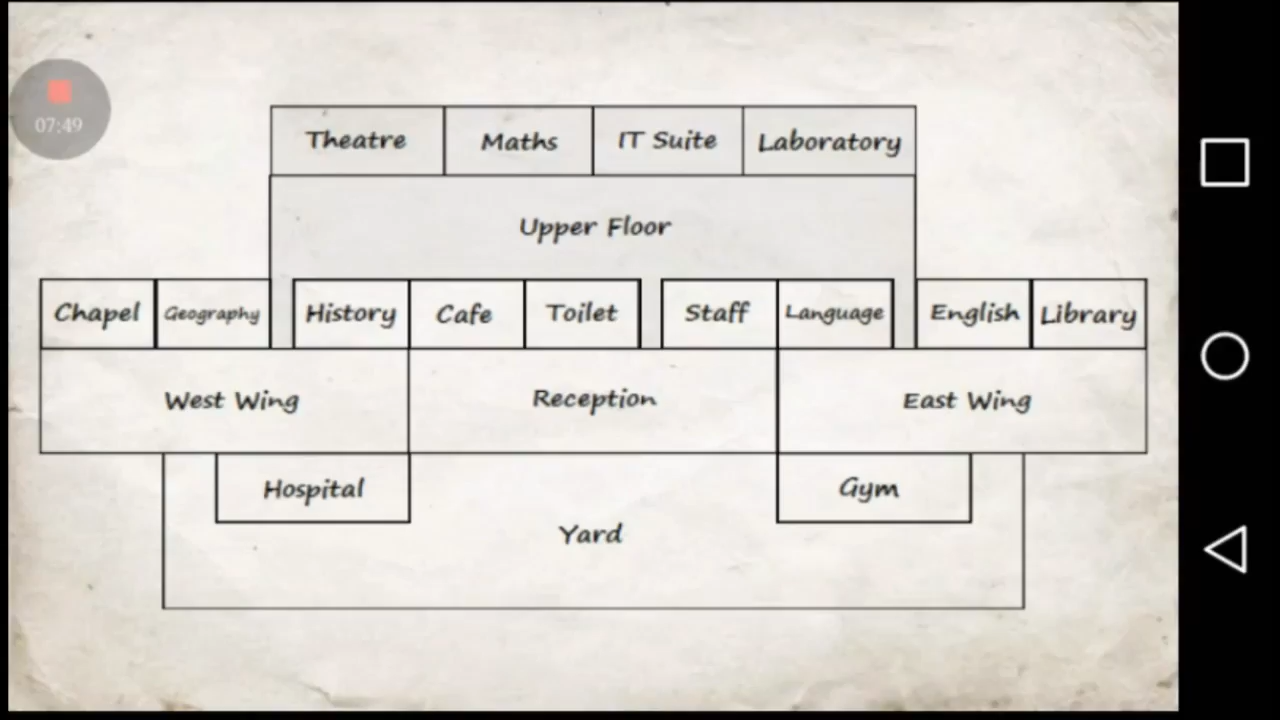 07:49
Theatre
Maths
IT Suite
Laboratory
Upper Floor
Chapel
Geography
History
Cafe
Toilet
Staff
Language
English
Library
West Wing
Reception
East Wing
Hospital
Gym
Yard